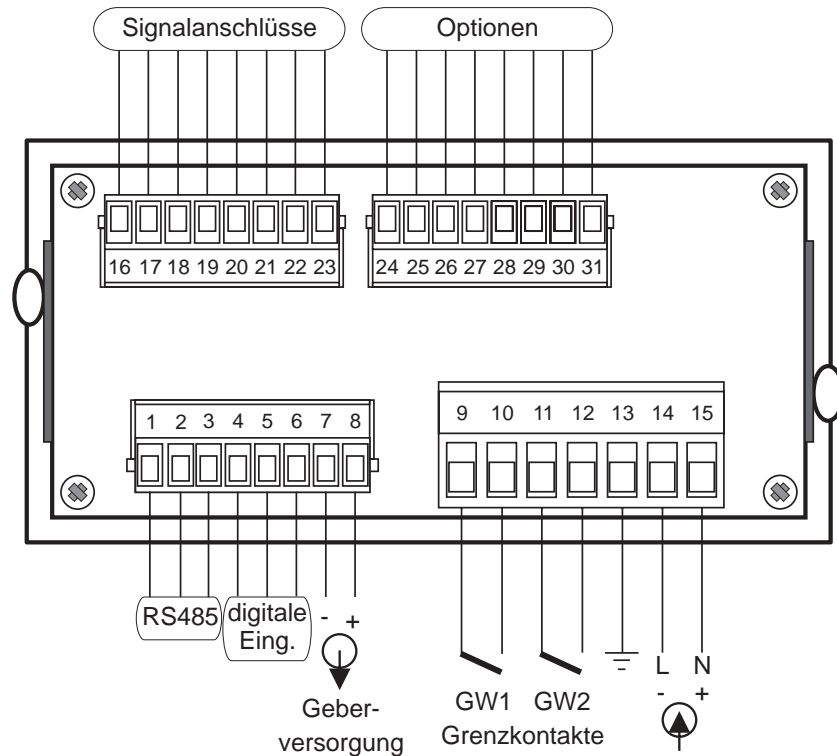 Signalanschlüsse Optionen
16 17 18 19 20 21 22 23 24 25 26 27 28 29 30 31
1 2 3 4 5 6 7 8 9 10 11 12 13 14 15
RS485 digitale - + L N
Eing. - +
Geber- GW1 GW2
versorgung Grenzkontakte